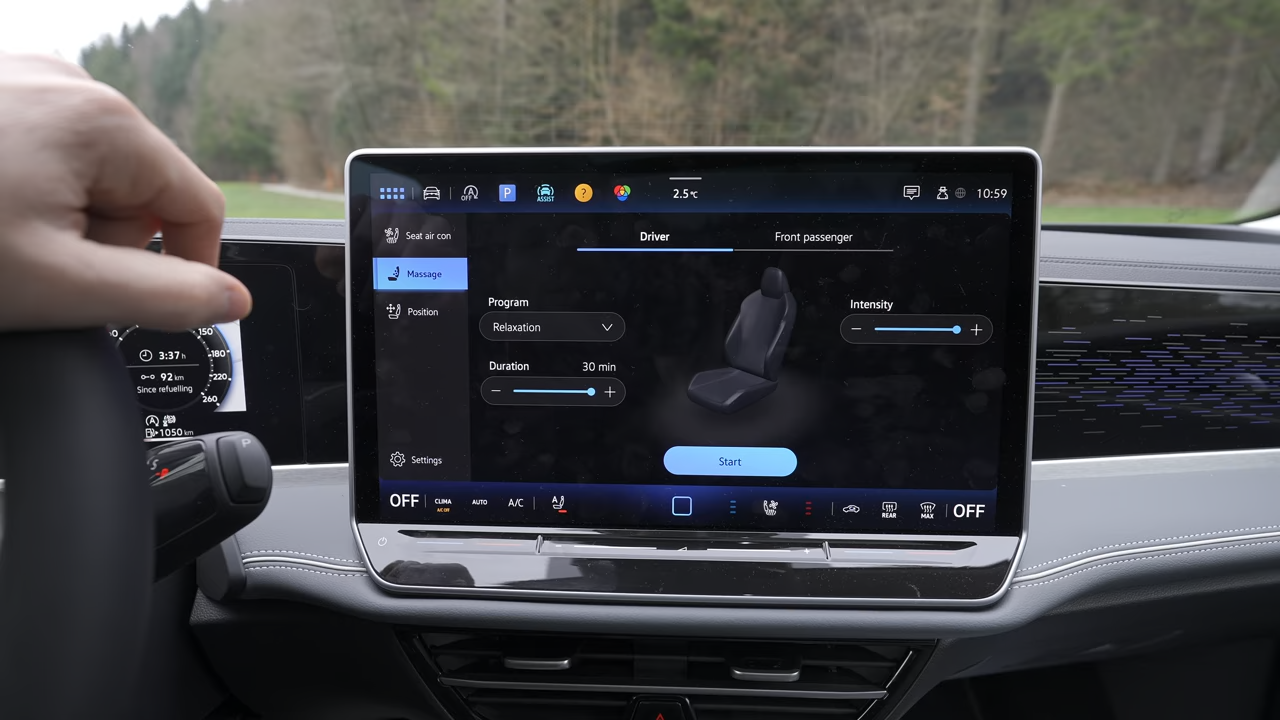 OFF
P
ASSIST
?
2.5°C
10:59
Seat air con
Massage
Position
Settings
Driver
Front passenger
Program
Relaxation
Duration
30 min
Intensity
Start
OFF
CLIMA
A/C Off
AUTO
A/C
A
REAR
MAX
OFF
150
180
220
260
3:37 h
92 km
Since refuelling
1050 km
P